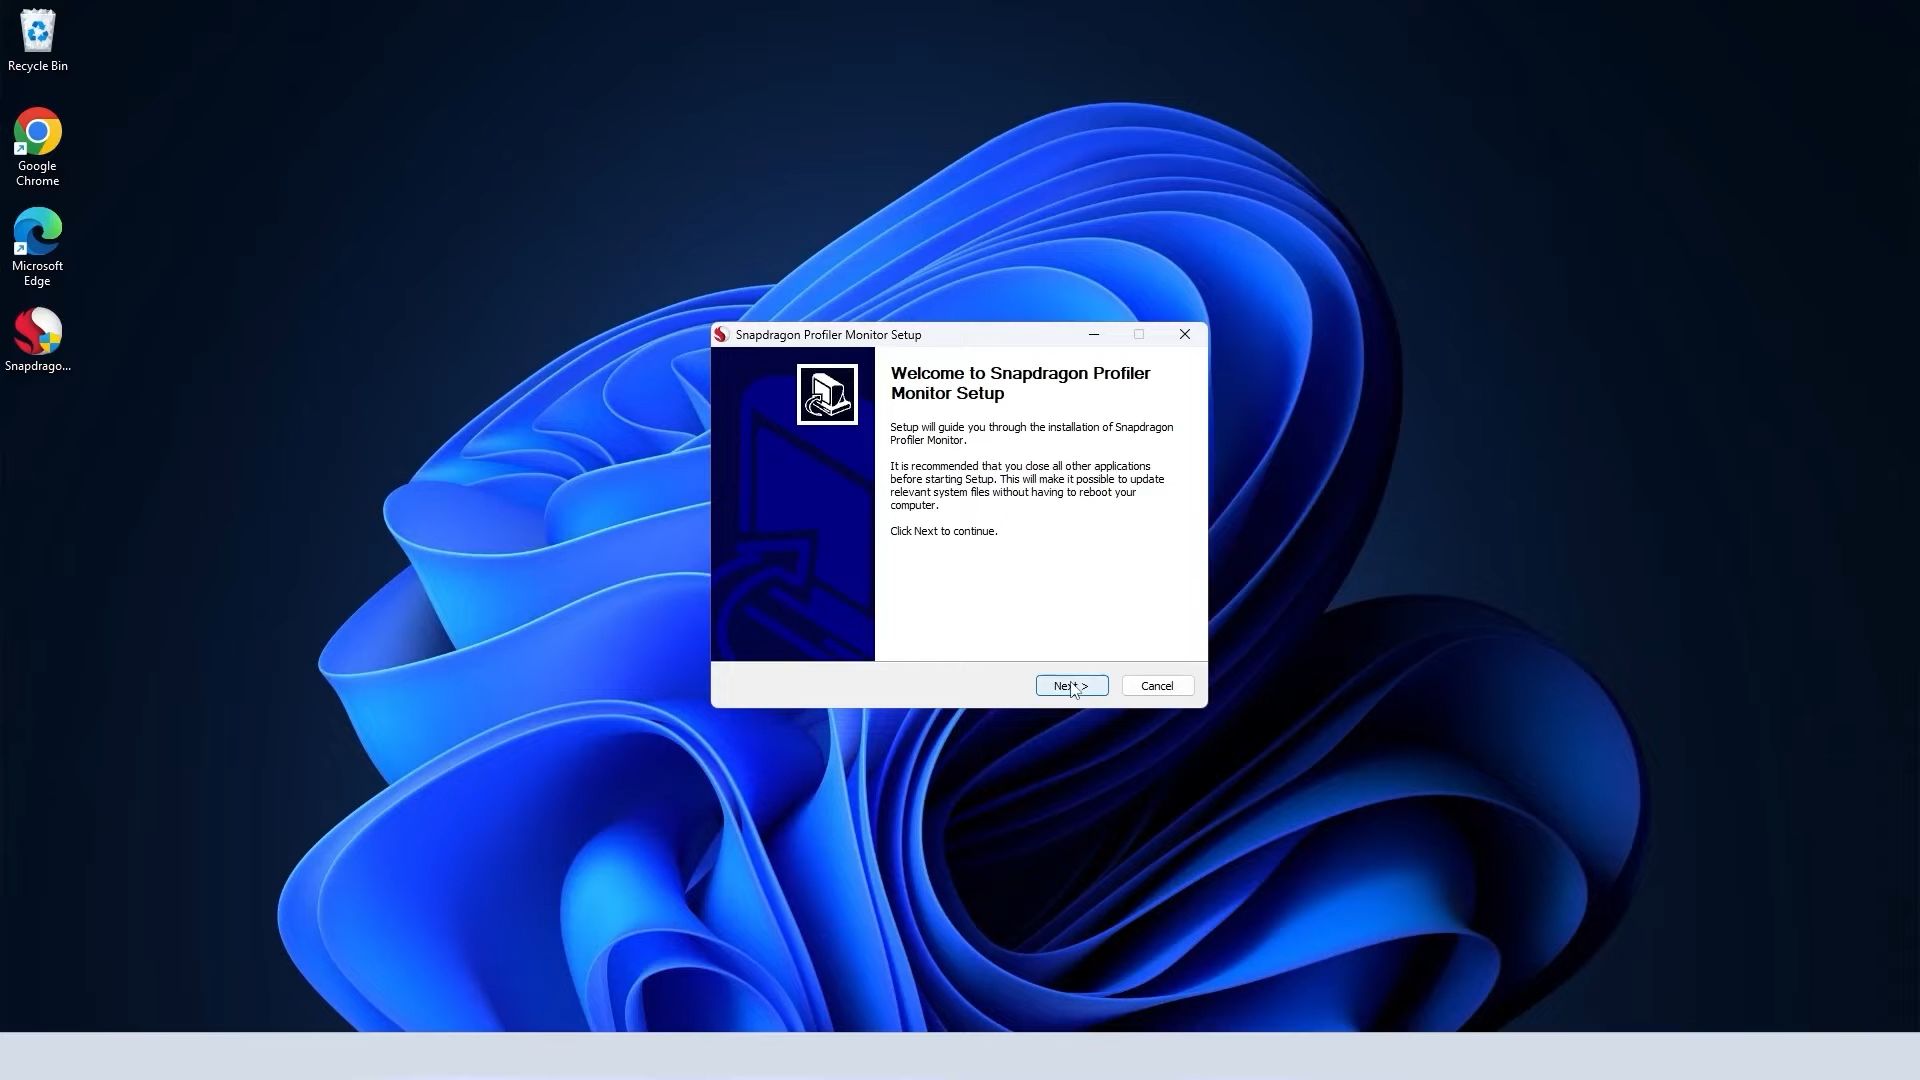 Recycle Bin
Google
Chrome
Microsoft
Edge
Snapdrago...
Snapdragon Profiler Monitor Setup
Welcome to Snapdragon Profiler
Monitor Setup
Setup will guide you through the installation of Snapdragon
Profiler Monitor.
It is recommended that you close all other applications
before starting Setup. This will make it possible to update
relevant system files without having to reboot your
computer.
Click Next to continue.
Next >
Cancel